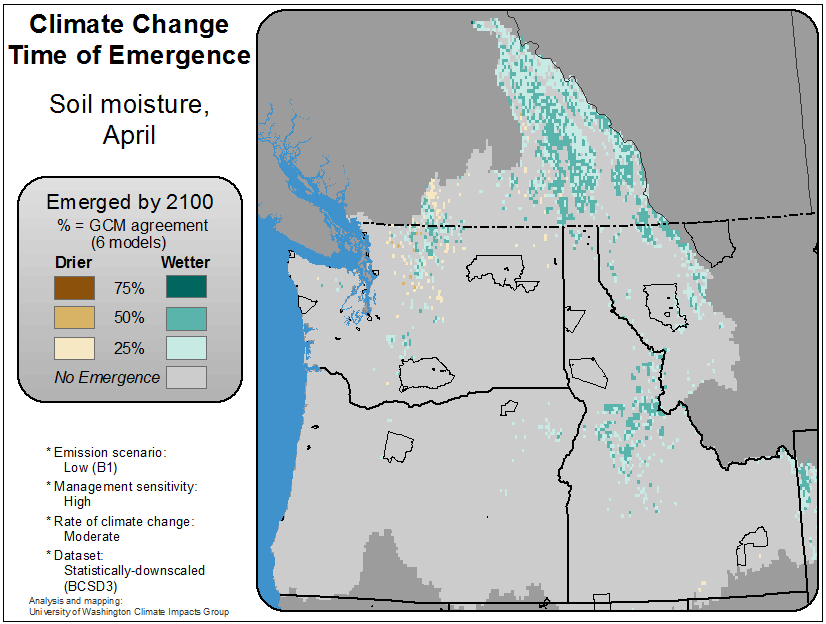 Climate Change
Time of Emergence
Soil moisture,
April
Emerged by 2100
% = GCM agreement
(6 models)
Drier Wetter
75%
50%
25%
No Emergence
* Emission scenario:
Low (B1)
* Management sensitivity:
High
* Rate of climate change:
Moderate
* Dataset:
Statistically-downscaled
(BCSD3)
Analysis and mapping:
University of Washington Climate Impacts Group